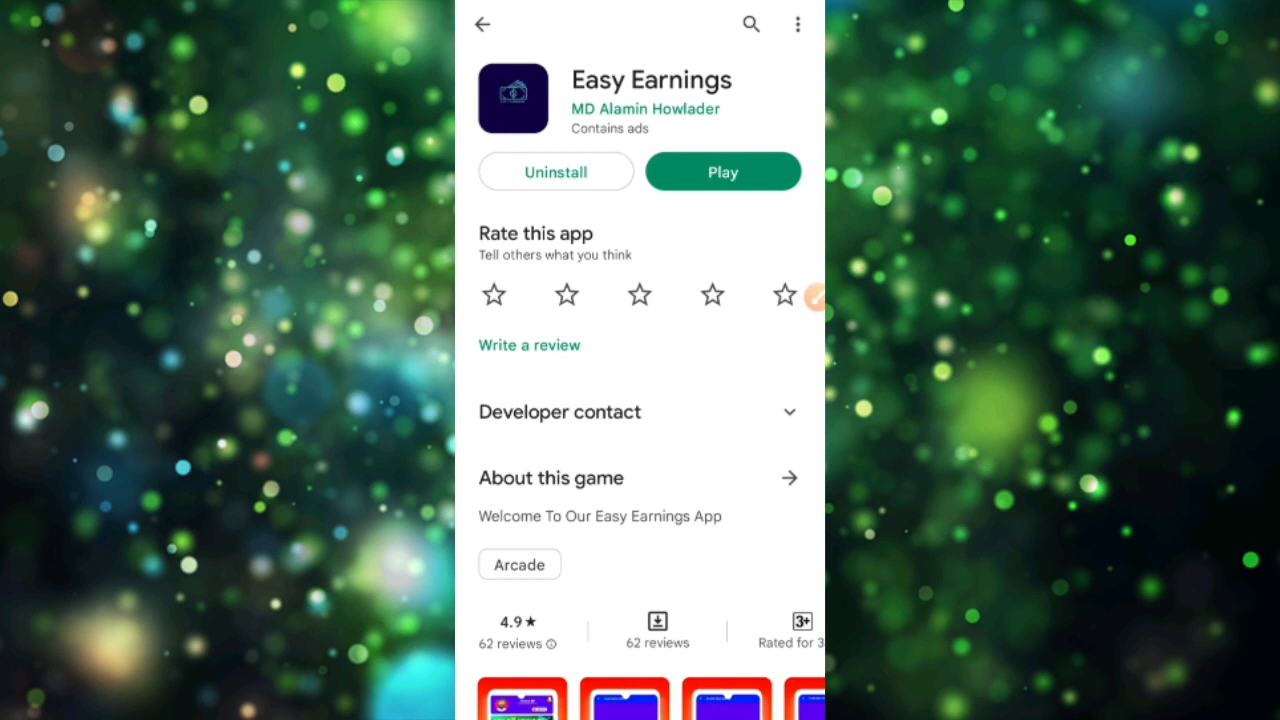 Easy Earnings
MD Alamin Howlader
Contains ads
Uninstall
Play
Rate this app
Tell others what you think
Write a review
Developer contact
About this game
Welcome To Our Easy Earnings App
Arcade
4.9★
62 reviews
62 reviews
3+
Rated for 3